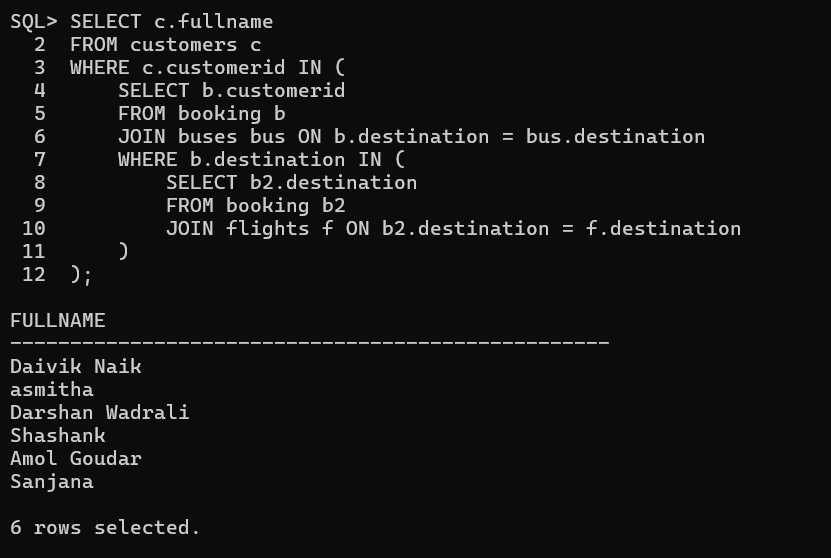 SQL> SELECT c.fullname
  2  FROM customers c
  3  WHERE c.customerid IN (
  4      SELECT b.customerid
  5      FROM booking b
  6      JOIN buses bus ON b.destination = bus.destination
  7      WHERE b.destination IN (
  8          SELECT b2.destination
  9          FROM booking b2
 10          JOIN flights f ON b2.destination = f.destination
 11      )
 12  );

FULLNAME
--------------------------------------------------
Daivik Naik
asmitha
Darshan Wadrali
Shashank
Amol Goudar
Sanjana

6 rows selected.